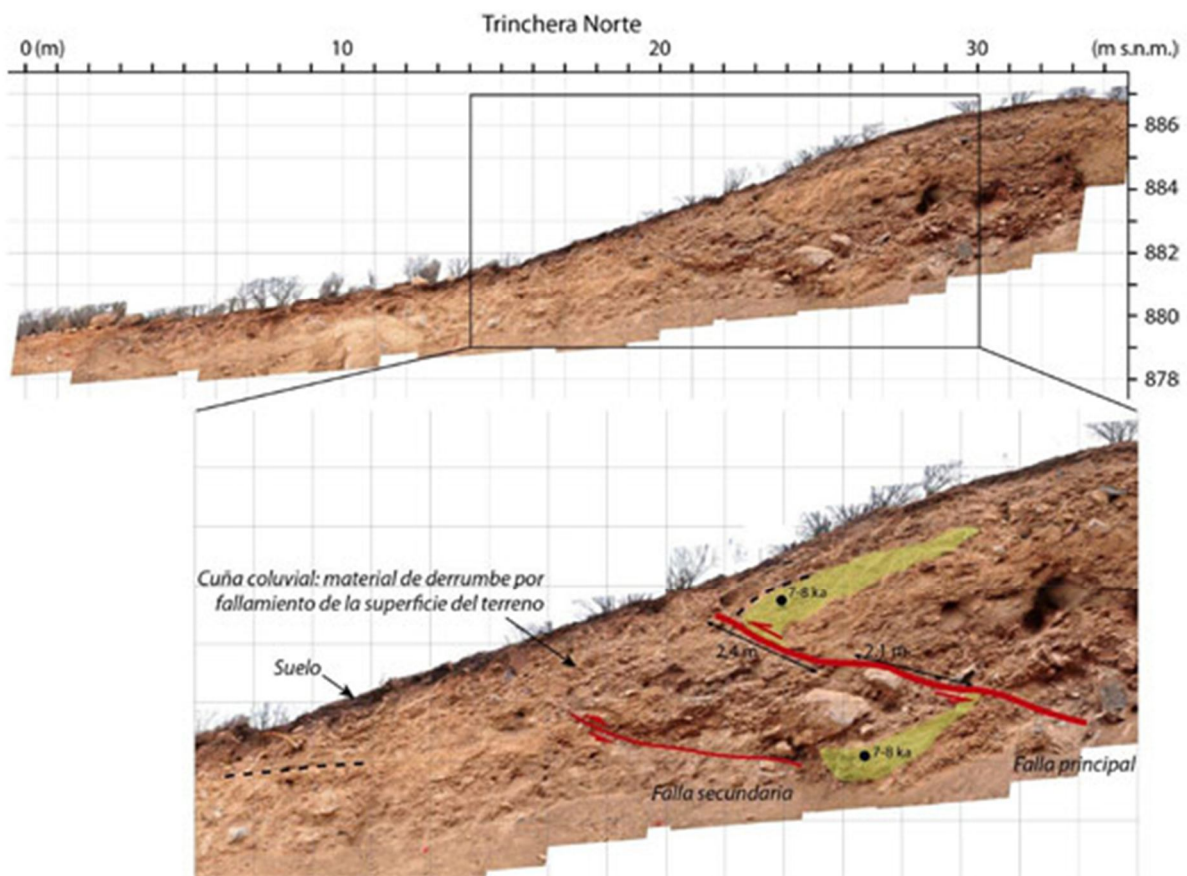 Trinchera Norte
0 (m) 10 20 30 (m s.n.m.)
886
884
882
880
878
Cuña coluvial: material de derrumbe por
fallamiento de la superficie del terreno
7-8 ka
2,4 m
2,1 m
Suelo
7-8 ka
Falla principal
Falla secundaria